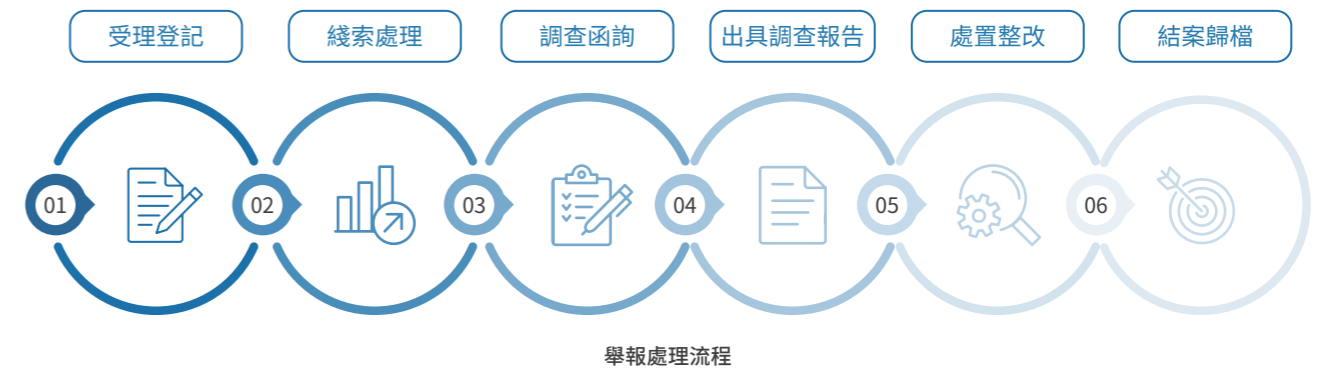 受理登記
綫索處理
調查函詢
出具調查報告
處置整改
結案歸檔
01
02
03
04
05
06
舉報處理流程